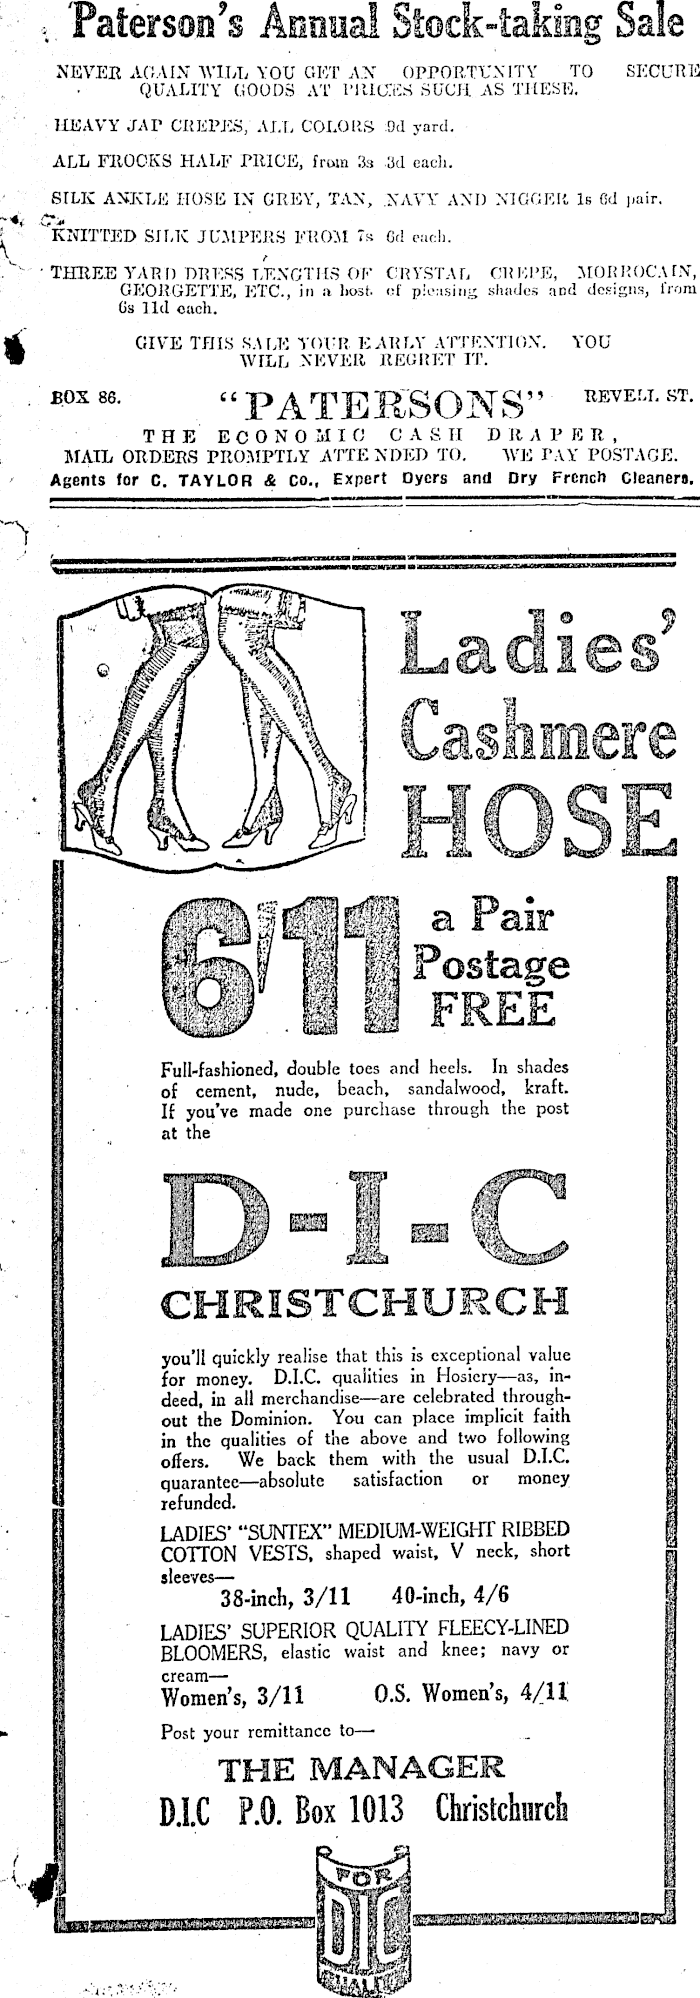 Paterson's Annual Stock-taking Sale
NEVER AGAIN WILL YOU GET AN OPPORTUNITY TO SECURE
QUALITY GOODS AT PRICES SUCH AS THESE.
HEAVY JAP CREPES, ALL COLORS 9d yard.
ALL FROCKS HALF PRICE, from 3s 3d each.
SILK ANKLE HOSE IN GREY, TAN, NAVY AND NIGGER 1s 6d pair.
KNITTED SILK JUMPERS FROM 7s 6d each.
THREE YARD DRESS LENGTHS OF CRYSTAL CREPE, MORROCAIN,
GEORGETTE, ETC., in a host of pleasing shades and designs, from
6s 11d each.
GIVE THIS SALE YOUR EARLY ATTENTION. YOU
WILL NEVER REGRET IT.
BOX 86. "PATERSONS" REVELL ST.
THE ECONOMIC CASH DRAPER,
MAIL ORDERS PROMPTLY ATTENDED TO. WE PAY POSTAGE.
Agents for C. TAYLOR & Co., Expert Dyers and Dry French Cleaners.
Ladies'
Cashmere
HOSE
6'11 a Pair
Postage
FREE
Full-fashioned, double toes and heels. In shades
of cement, nude, beach, sandalwood, kraft.
If you've made one purchase through the post
at the
D-I-C
CHRISTCHURCH
you'll quickly realise that this is exceptional value
for money. D.I.C. qualities in Hosiery—as, in-
deed, in all merchandise—are celebrated through-
out the Dominion. You can place implicit faith
in the qualities of the above and two following
offers. We back them with the usual D.I.C.
quarantee—absolute satisfaction or money
refunded.
LADIES' "SUNTEX" MEDIUM-WEIGHT RIBBED
COTTON VESTS, shaped waist, V neck, short
sleeves—
38-inch, 3/11 40-inch, 4/6
LADIES' SUPERIOR QUALITY FLEECY-LINED
BLOOMERS, elastic waist and knee; navy or
cream—
Women's, 3/11 O.S. Women's, 4/11
Post your remittance to—
THE MANAGER
D.I.C P.O. Box 1013 Christchurch
FOR
DIC